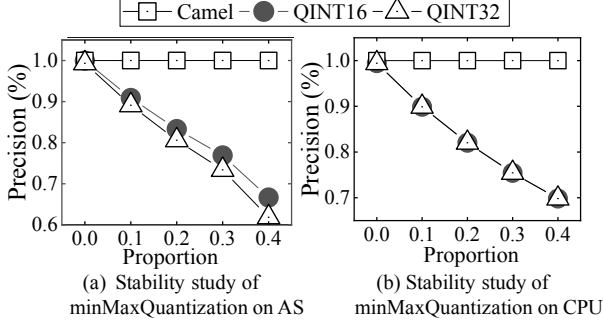 Camel QINT16 QINT32
Precision (%)
1.0
0.9
0.8
0.7
0.6
0.0 0.1 0.2 0.3 0.4
Proportion
(a) Stability study of
minMaxQuantization on AS
Precision (%)
1.0
0.9
0.8
0.7
0.0 0.1 0.2 0.3 0.4
Proportion
(b) Stability study of
minMaxQuantization on CPU